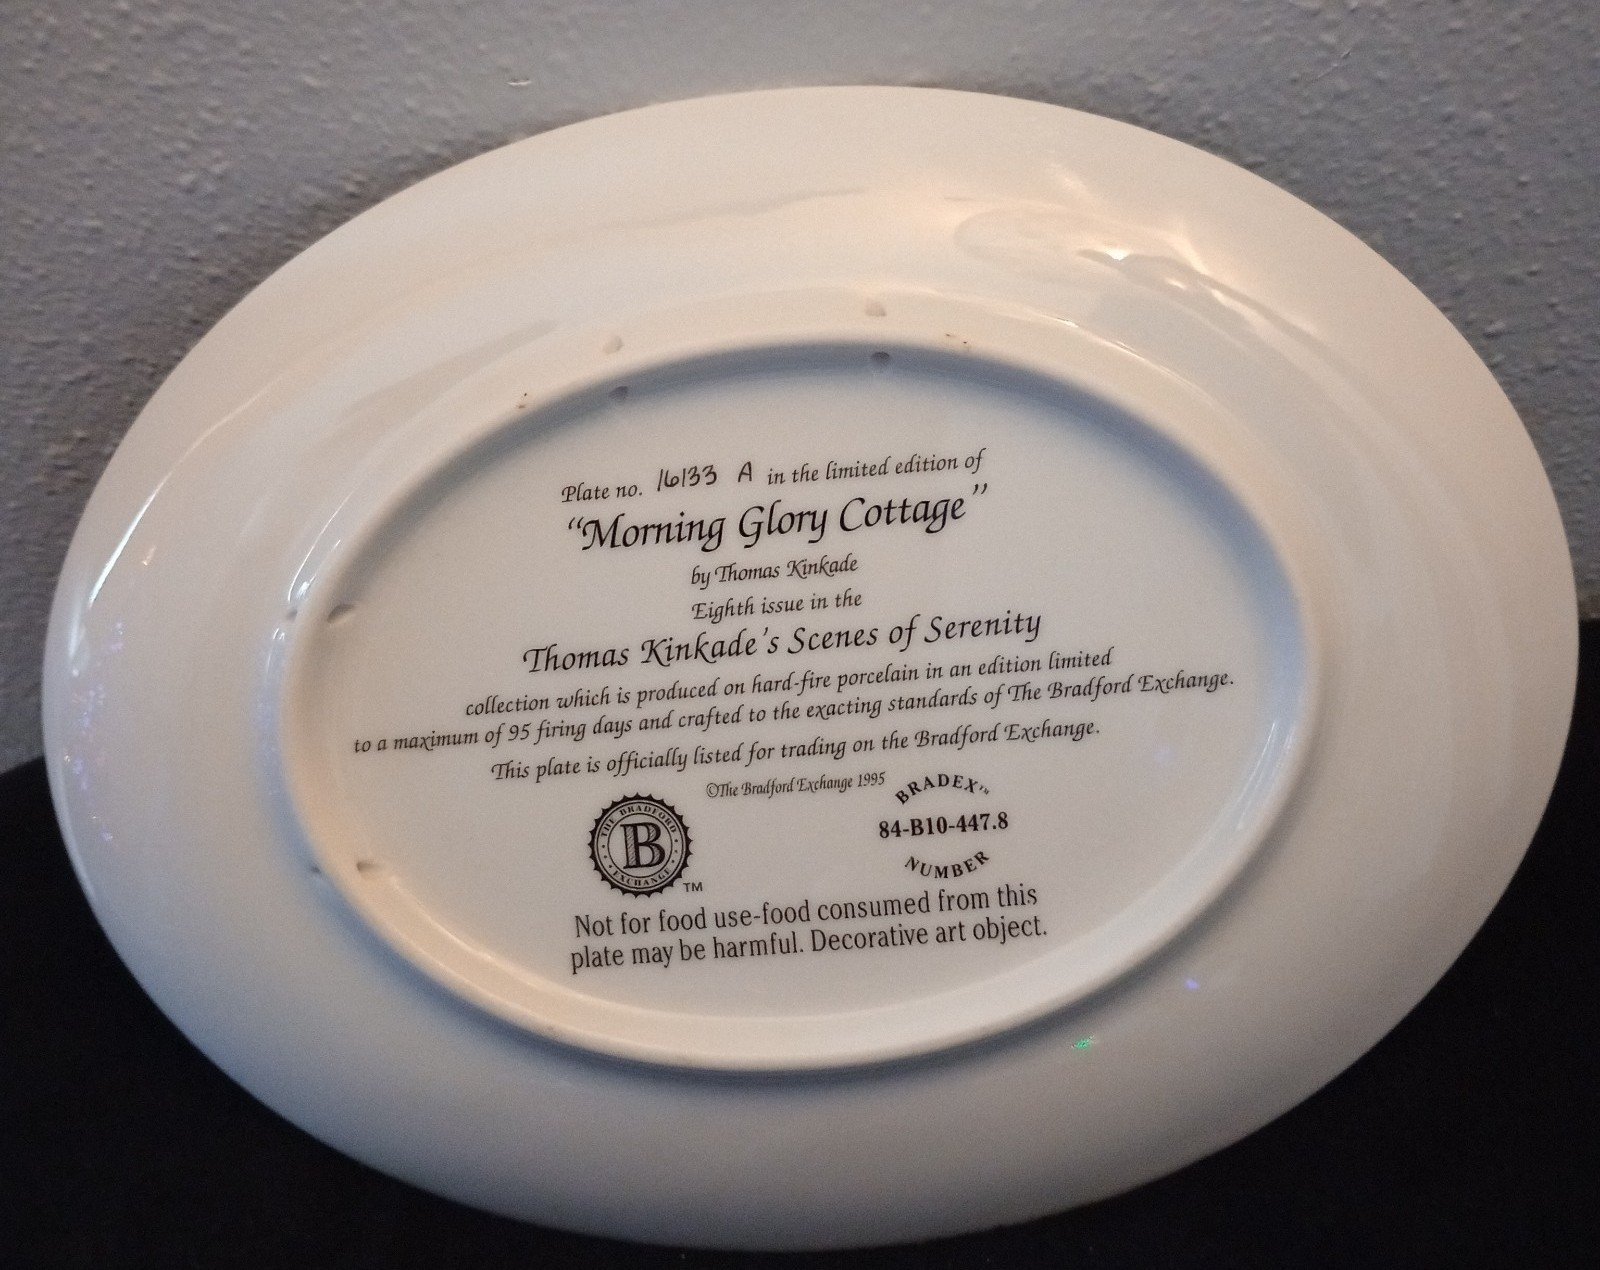 Plate no. 16133 A in the limited edition of
“Morning Glory Cottage”
by Thomas Kinkade
Eighth issue in the
Thomas Kinkade's Scenes of Serenity
collection which is produced on hard-fire porcelain in an edition limited
to a maximum of 95 firing days and crafted to the exacting standards of The Bradford Exchange.
This plate is officially listed for trading on the Bradford Exchange.
©The Bradford Exchange 1995
THE BRADFORD
B
EXCHANGE
TM
BRADEX™
84-B10-447.8
NUMBER
Not for food use-food consumed from this
plate may be harmful. Decorative art object.